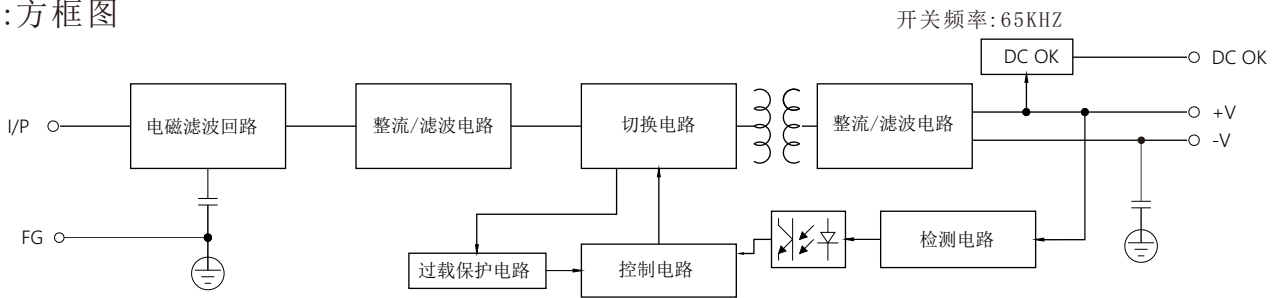 :方框图
开关频率:65KHZ
DC OK
DC OK
I/P
电磁滤波回路
整流/滤波电路
切换电路
整流/滤波电路
+V
-V
FG
过载保护电路
控制电路
检测电路